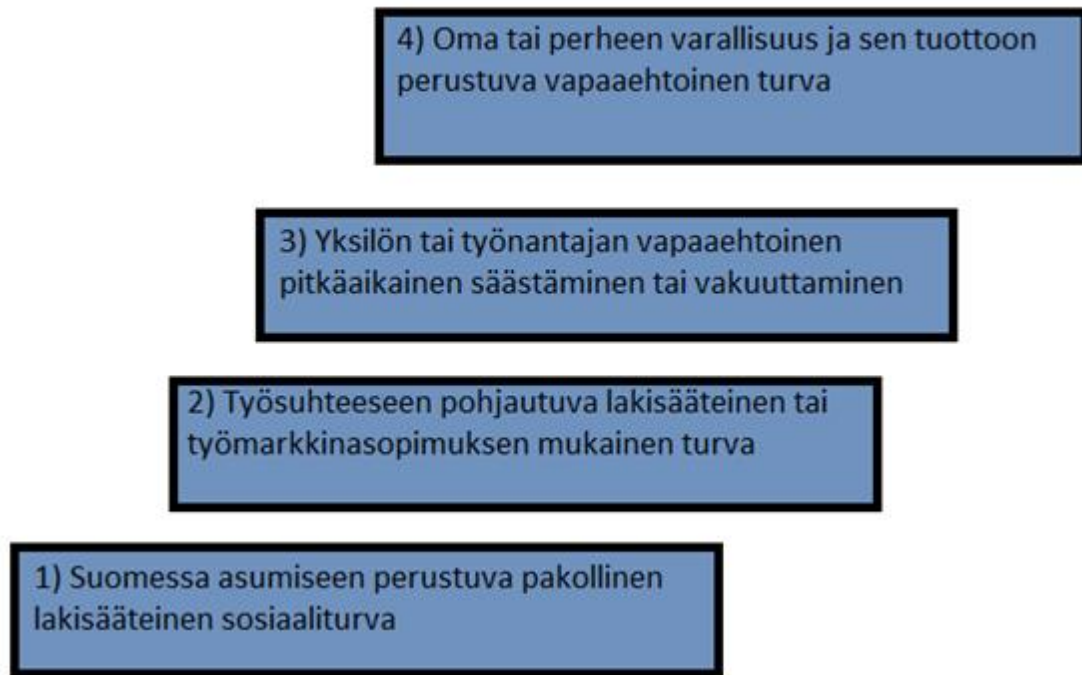 4) Oma tai perheen varallisuus ja sen tuottoon
perustuva vapaaehtoinen turva
3) Yksilön tai työnantajan vapaaehtoinen
pitkäaikainen säästäminen tai vakuuttaminen
2) Työsuhteeseen pohjautuva lakisääteinen tai
työmarkkinasopimuksen mukainen turva
1) Suomessa asumiseen perustuva pakollinen
lakisääteinen sosiaaliturva